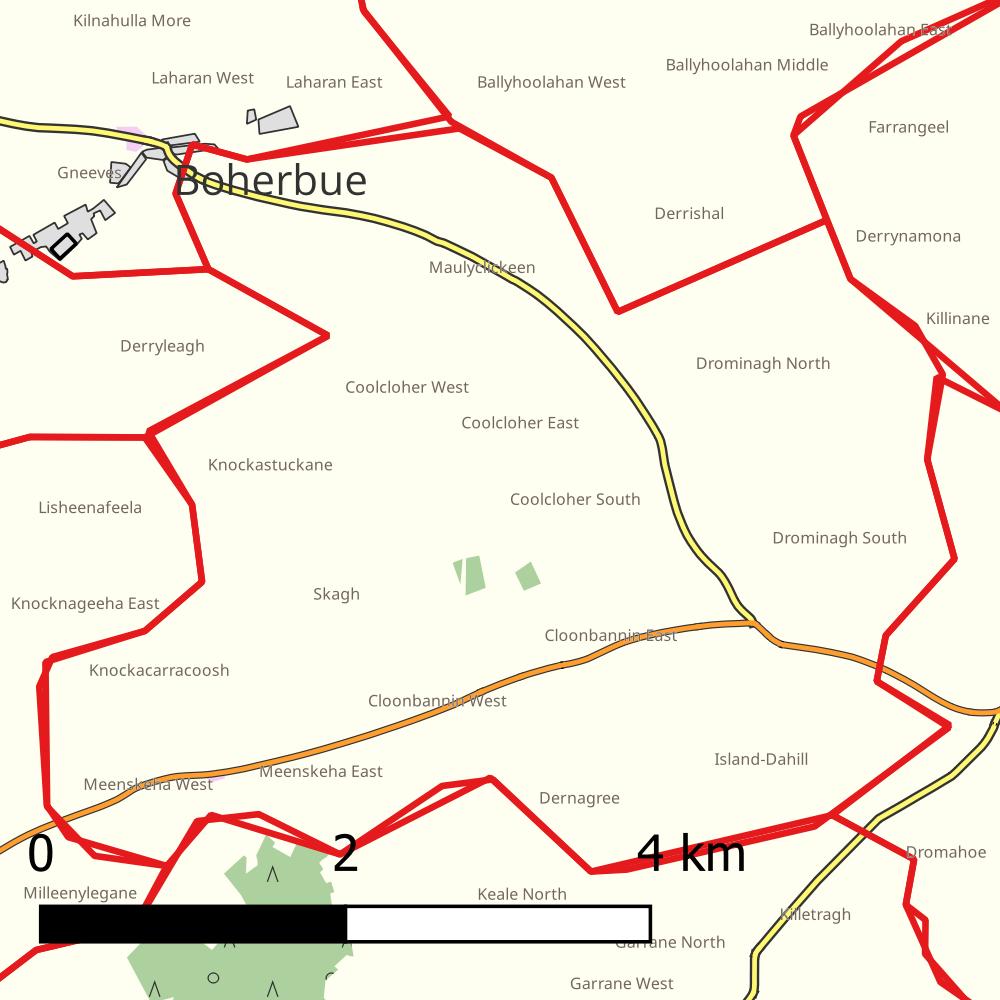 Kilnahulla More
Ballyhoolahan East
Ballyhoolahan Middle
Laharan West
Laharan East
Ballyhoolahan West
Farrangeel
Gneeves
Boherbue
Derrishal
Derrynamona
Maulyclickeen
Killinane
Derryleagh
Drominagh North
Coolcloher West
Coolcloher East
Knockastuckane
Coolcloher South
Lisheenafeela
Drominagh South
Skagh
Knocknageeha East
Cloonbannin East
Knockacarracoosh
Cloonbannin West
Island-Dahill
Meenskeha East
Meenskeha West
Dernagree
0 2 4 km
Dromahoe
Milleenylegane
Keale North
Killetragh
Garrane North
Garrane West